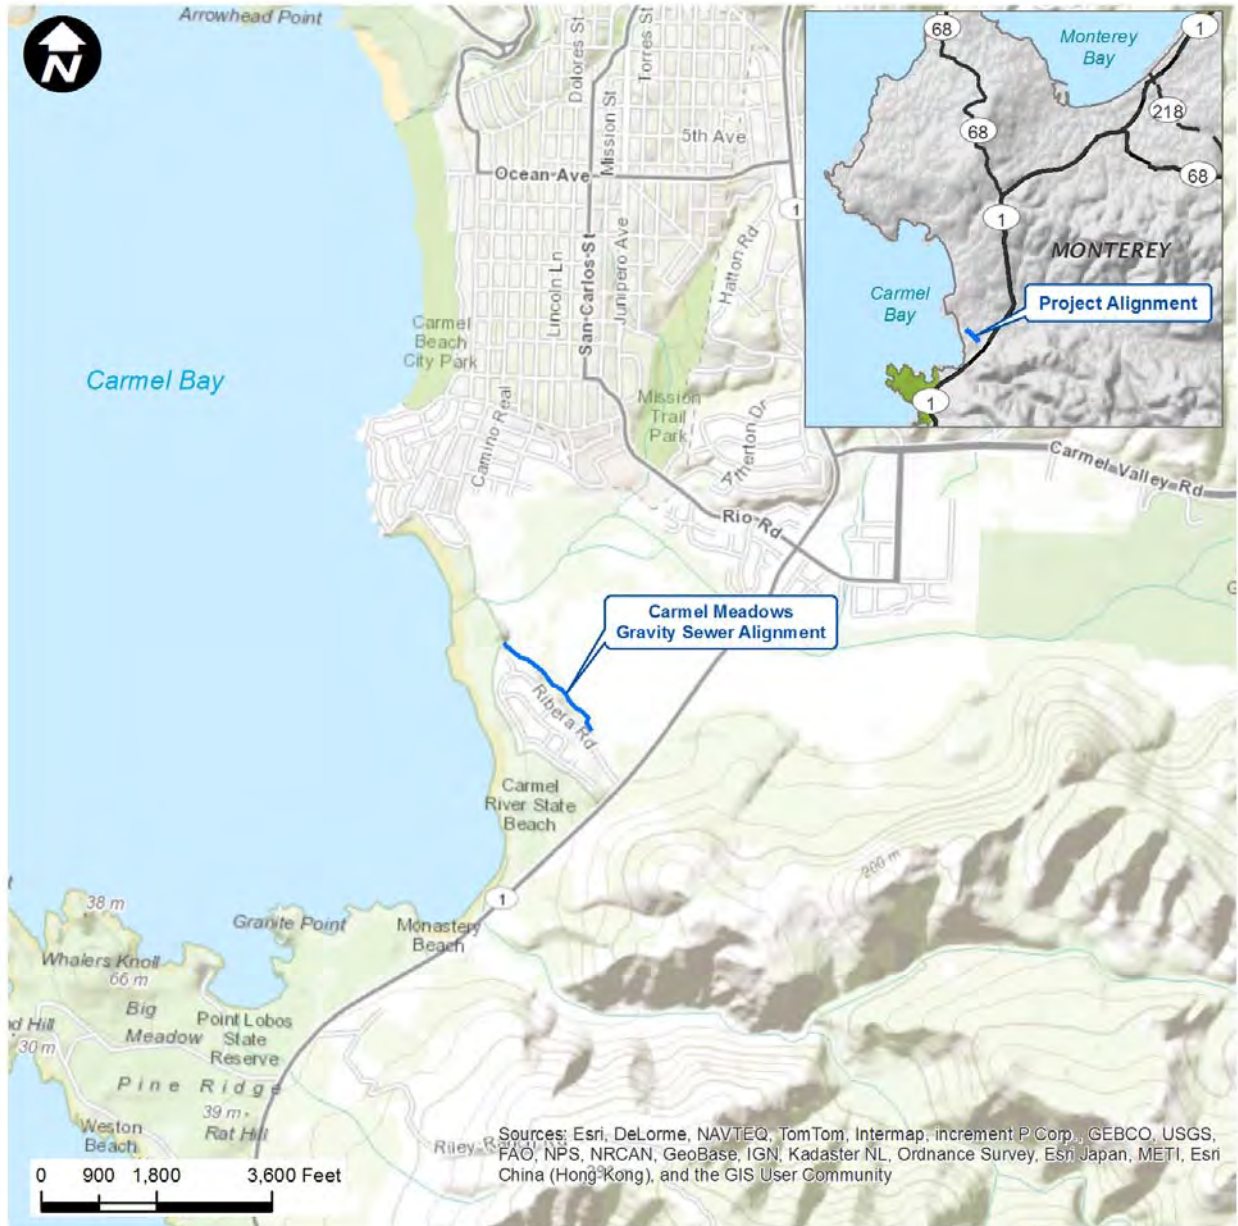 Arrowhead Point
N
Dolores St
Torres St
Mission St
5th Ave
Ocean Ave
1
Hatton Rd
Lincoln Ln
San Carlos St
Junipero Ave
Carmel
Beach
City Park
Carmel Bay
Mission
Trail
Park
Camino Real
Atherton Dr
Carmel Valley Rd
Rio Rd
Carmel Meadows
Gravity Sewer Alignment
Ribera Rd
Carmel
River State
Beach
200 m
1
38 m
Granite Point
Monastery
Beach
Whalers Knoll
66 m
Big
Meadow
Point Lobos
State
Reserve
nd Hill
30 m
Pine Ridge
39 m
Rat Hill
Weston
Beach
68
1
Monterey
Bay
68
218
68
1
MONTEREY
Carmel
Bay
Project Alignment
1
Sources: Esri, DeLorme, NAVTEQ, TomTom, Intermap, increment P Corp., GEBCO, USGS,
FAO, NPS, NRCAN, GeoBase, IGN, Kadaster NL, Ordnance Survey, Esri Japan, METI, Esri
China (Hong Kong), and the GIS User Community
0 900 1,800 3,600 Feet